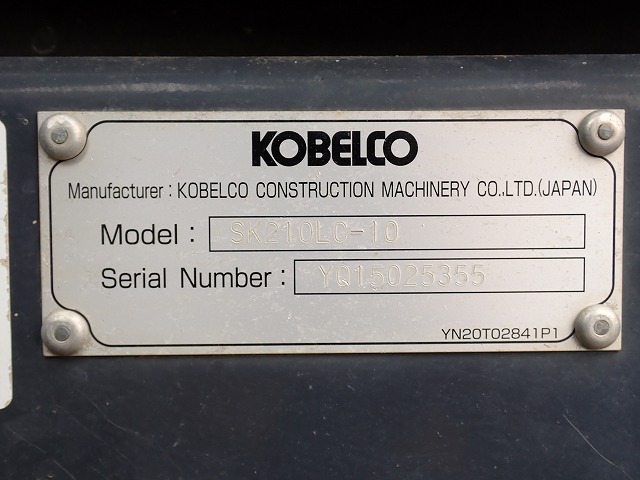 KOBELCO
Manufacturer : KOBELCO CONSTRUCTION MACHINERY CO.,LTD.(JAPAN)
Model : SK210LC-10
Serial Number : YQ15025355
YN20T02841P1